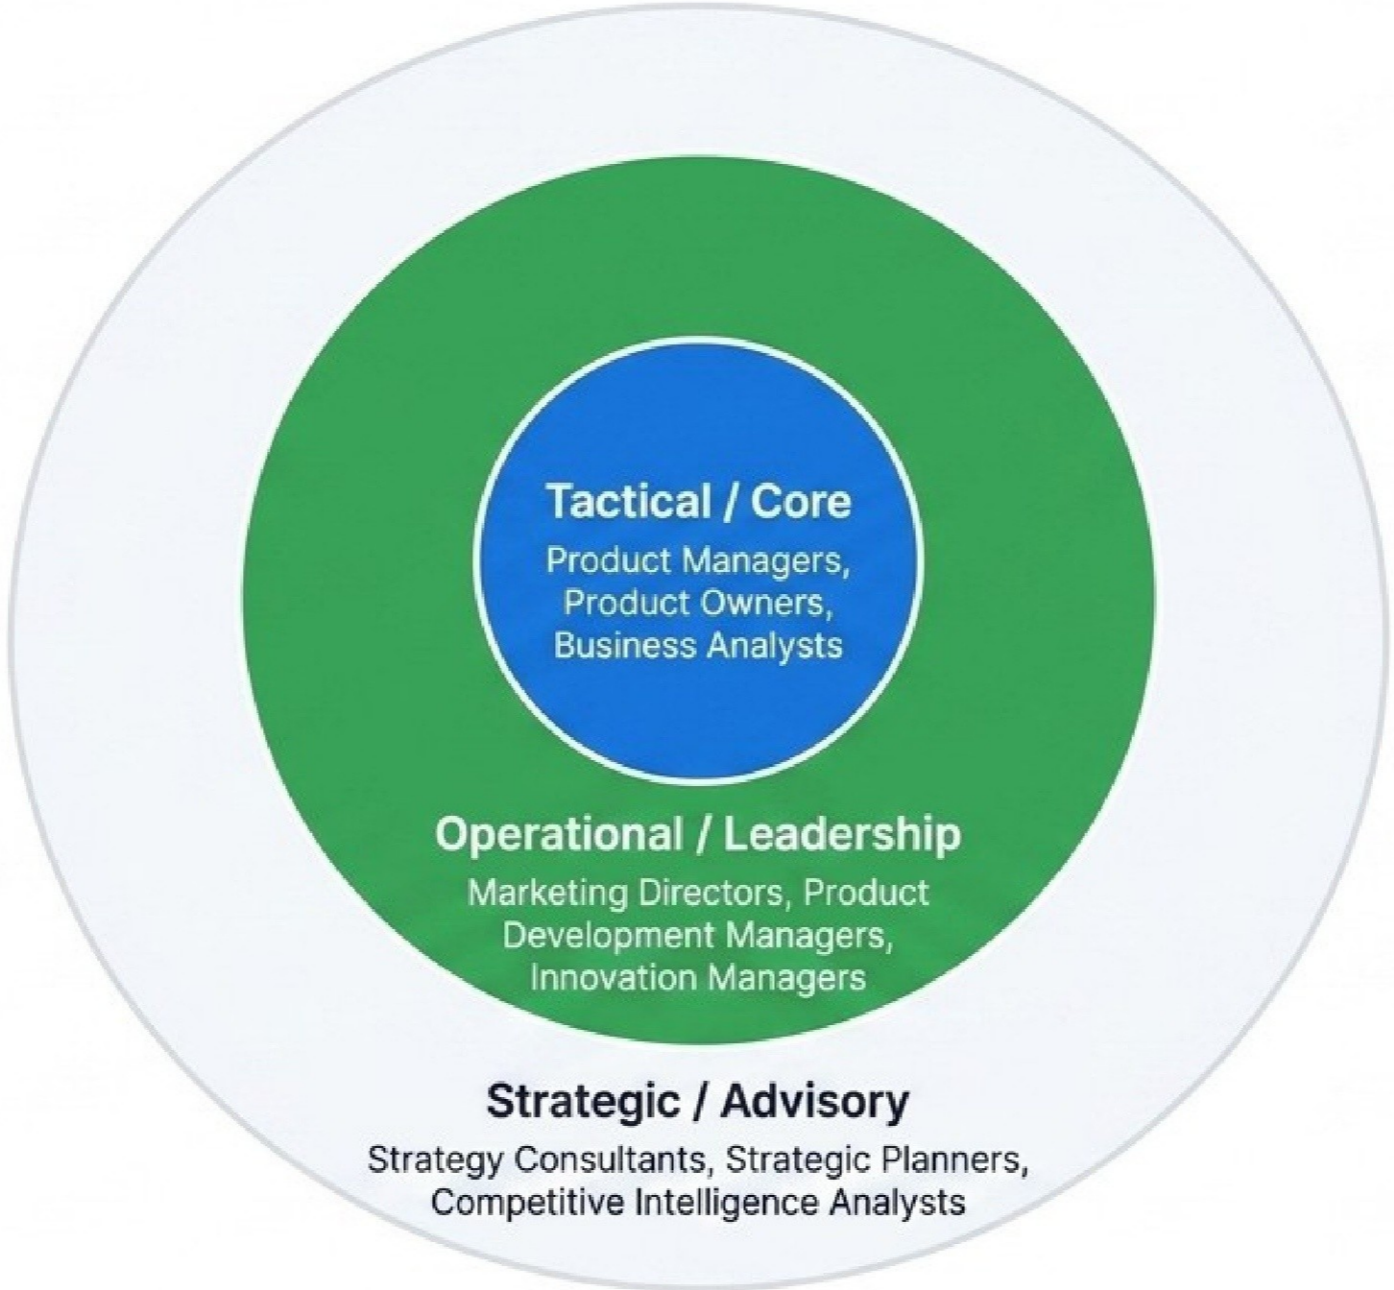 Tactical / Core
Product Managers,
Product Owners,
Business Analysts
Operational / Leadership
Marketing Directors, Product
Development Managers,
Innovation Managers
Strategic / Advisory
Strategy Consultants, Strategic Planners,
Competitive Intelligence Analysts